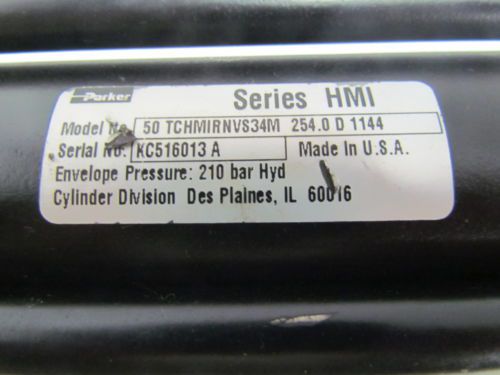 Parker
Series HMI
Model No. 50 TCHMIRNVS34M 254.0 D 1144
Serial No. KC516013 A Made In U.S.A.
Envelope Pressure: 210 bar Hyd
Cylinder Division Des Plaines, IL 60016